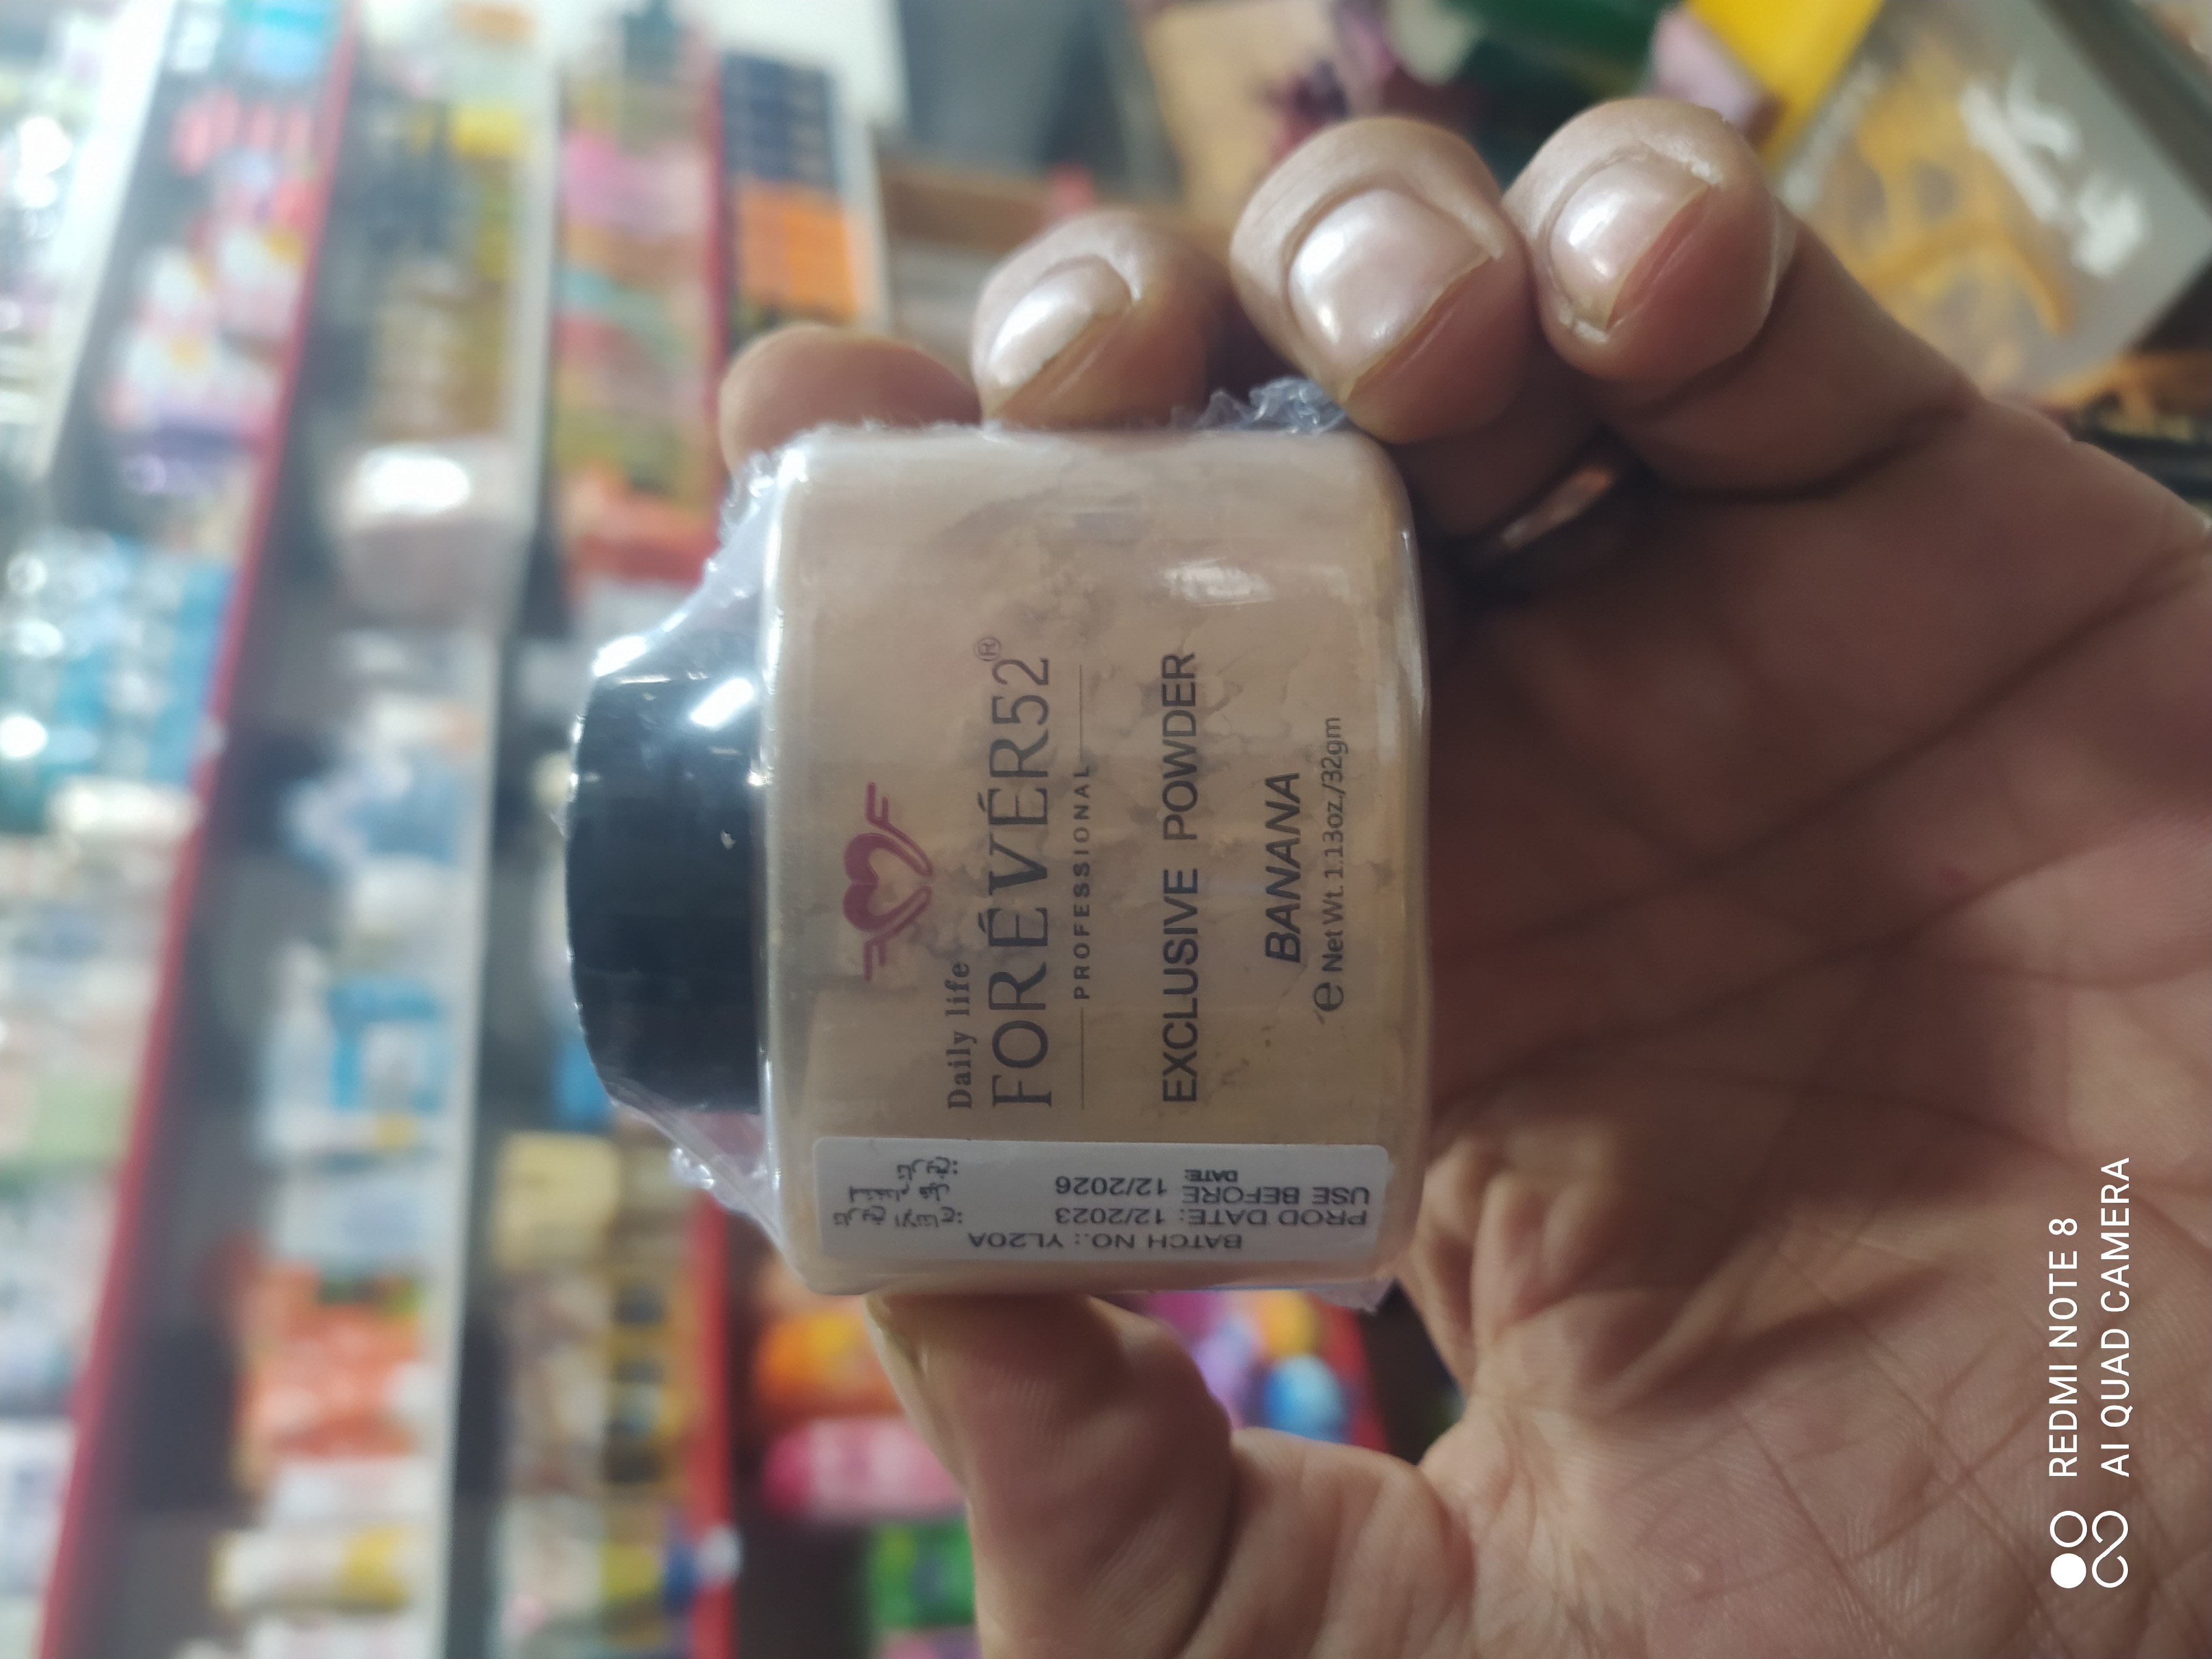 Daily life
FORÉVÉR52®
PROFESSIONAL
EXCLUSIVE POWDER
BANANA
℮ Net Wt. 1.13oz./32gm
BATCH NO.: YL20A
PROD DATE: 12/2023
USE BEFORE DATE: 12/2026
REDMI NOTE 8
AI QUAD CAMERA